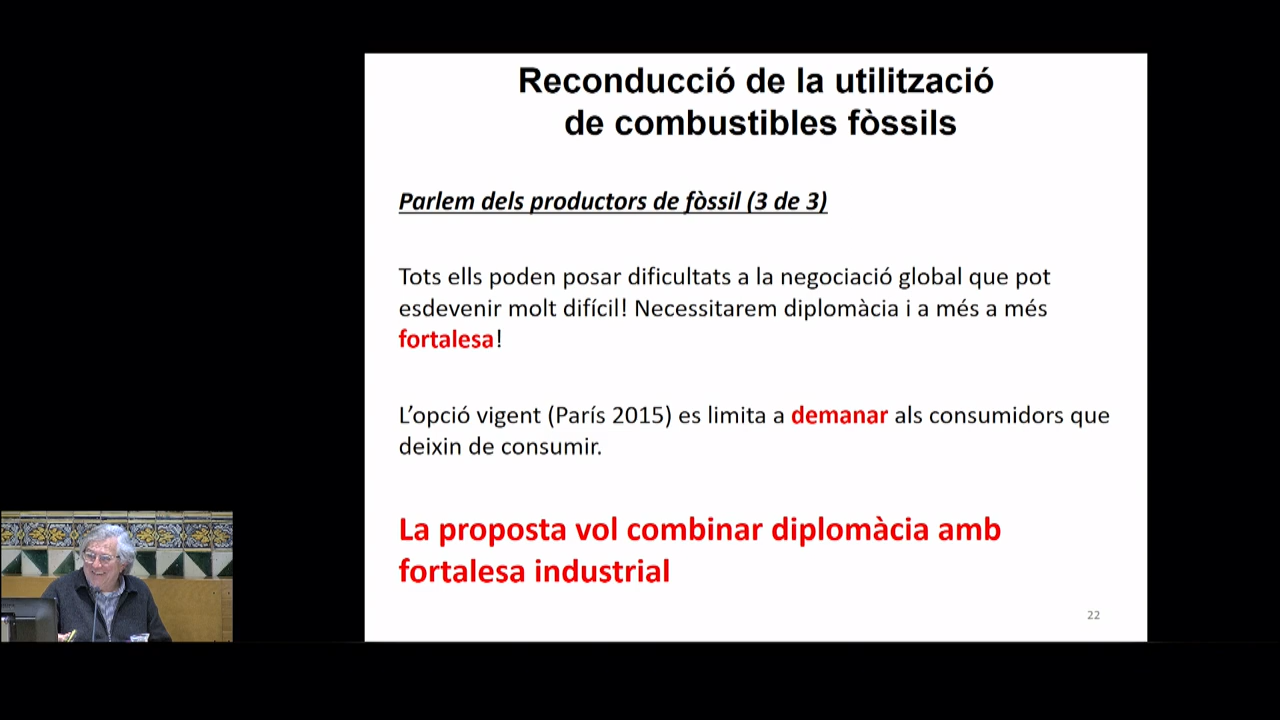 Reconducció de la utilització
de combustibles fòssils
Parlem dels productors de fòssil (3 de 3)
Tots ells poden posar dificultats a la negociació global que pot
esdevenir molt difícil! Necessitarem diplomàcia i a més a més
fortalesa!
L’opció vigent (París 2015) es limita a demanar als consumidors que
deixin de consumir.
La proposta vol combinar diplomàcia amb
fortalesa industrial
22